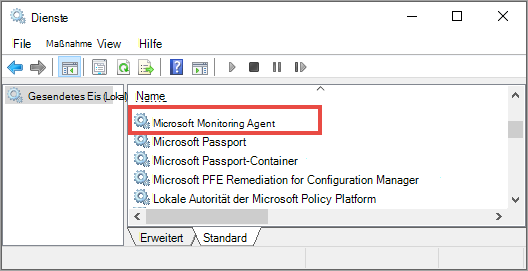 Dienste
File Maßnahme View Hilfe
Gesendetes Eis (Lokal)
Name
Microsoft Monitoring Agent
Microsoft Passport
Microsoft Passport-Container
Microsoft PFE Remediation for Configuration Manager
Lokale Autorität der Microsoft Policy Platform
Erweitert Standard